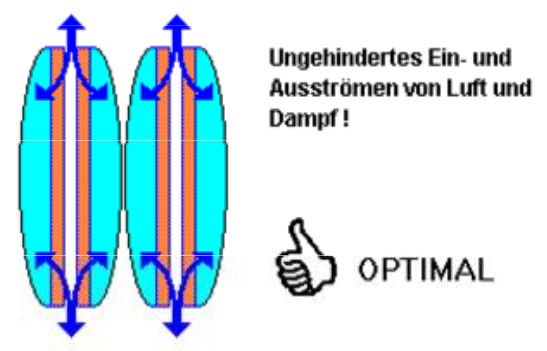 Ungehindertes Ein- und
Ausströmen von Luft und
Dampf !
OPTIMAL